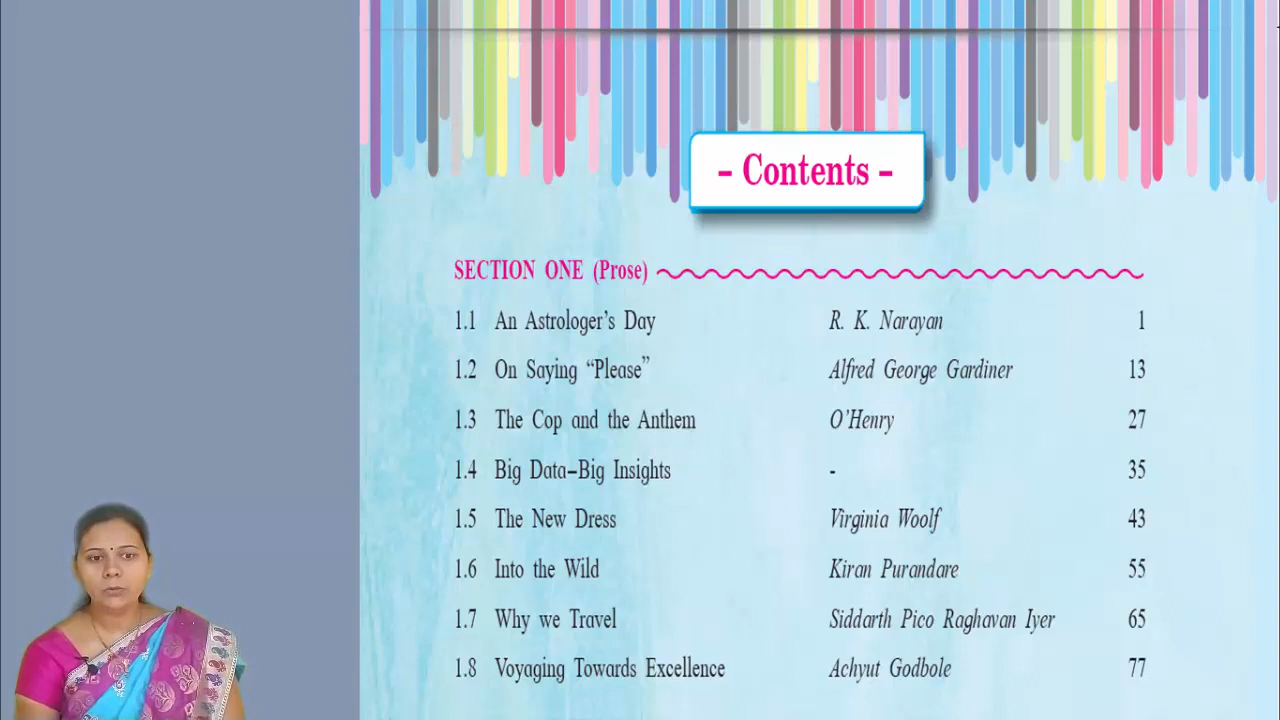 – Contents –
SECTION ONE (Prose)
1.1 An Astrologer’s Day R. K. Narayan 1
1.2 On Saying “Please” Alfred George Gardiner 13
1.3 The Cop and the Anthem O’Henry 27
1.4 Big Data–Big Insights - 35
1.5 The New Dress Virginia Woolf 43
1.6 Into the Wild Kiran Purandare 55
1.7 Why we Travel Siddarth Pico Raghavan Iyer 65
1.8 Voyaging Towards Excellence Achyut Godbole 77